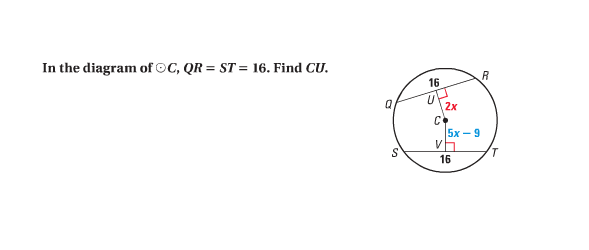 In the diagram of ⊙C, QR = ST = 16. Find CU.
R
16
Q
U
2x
C
5x – 9
V
S
T
16